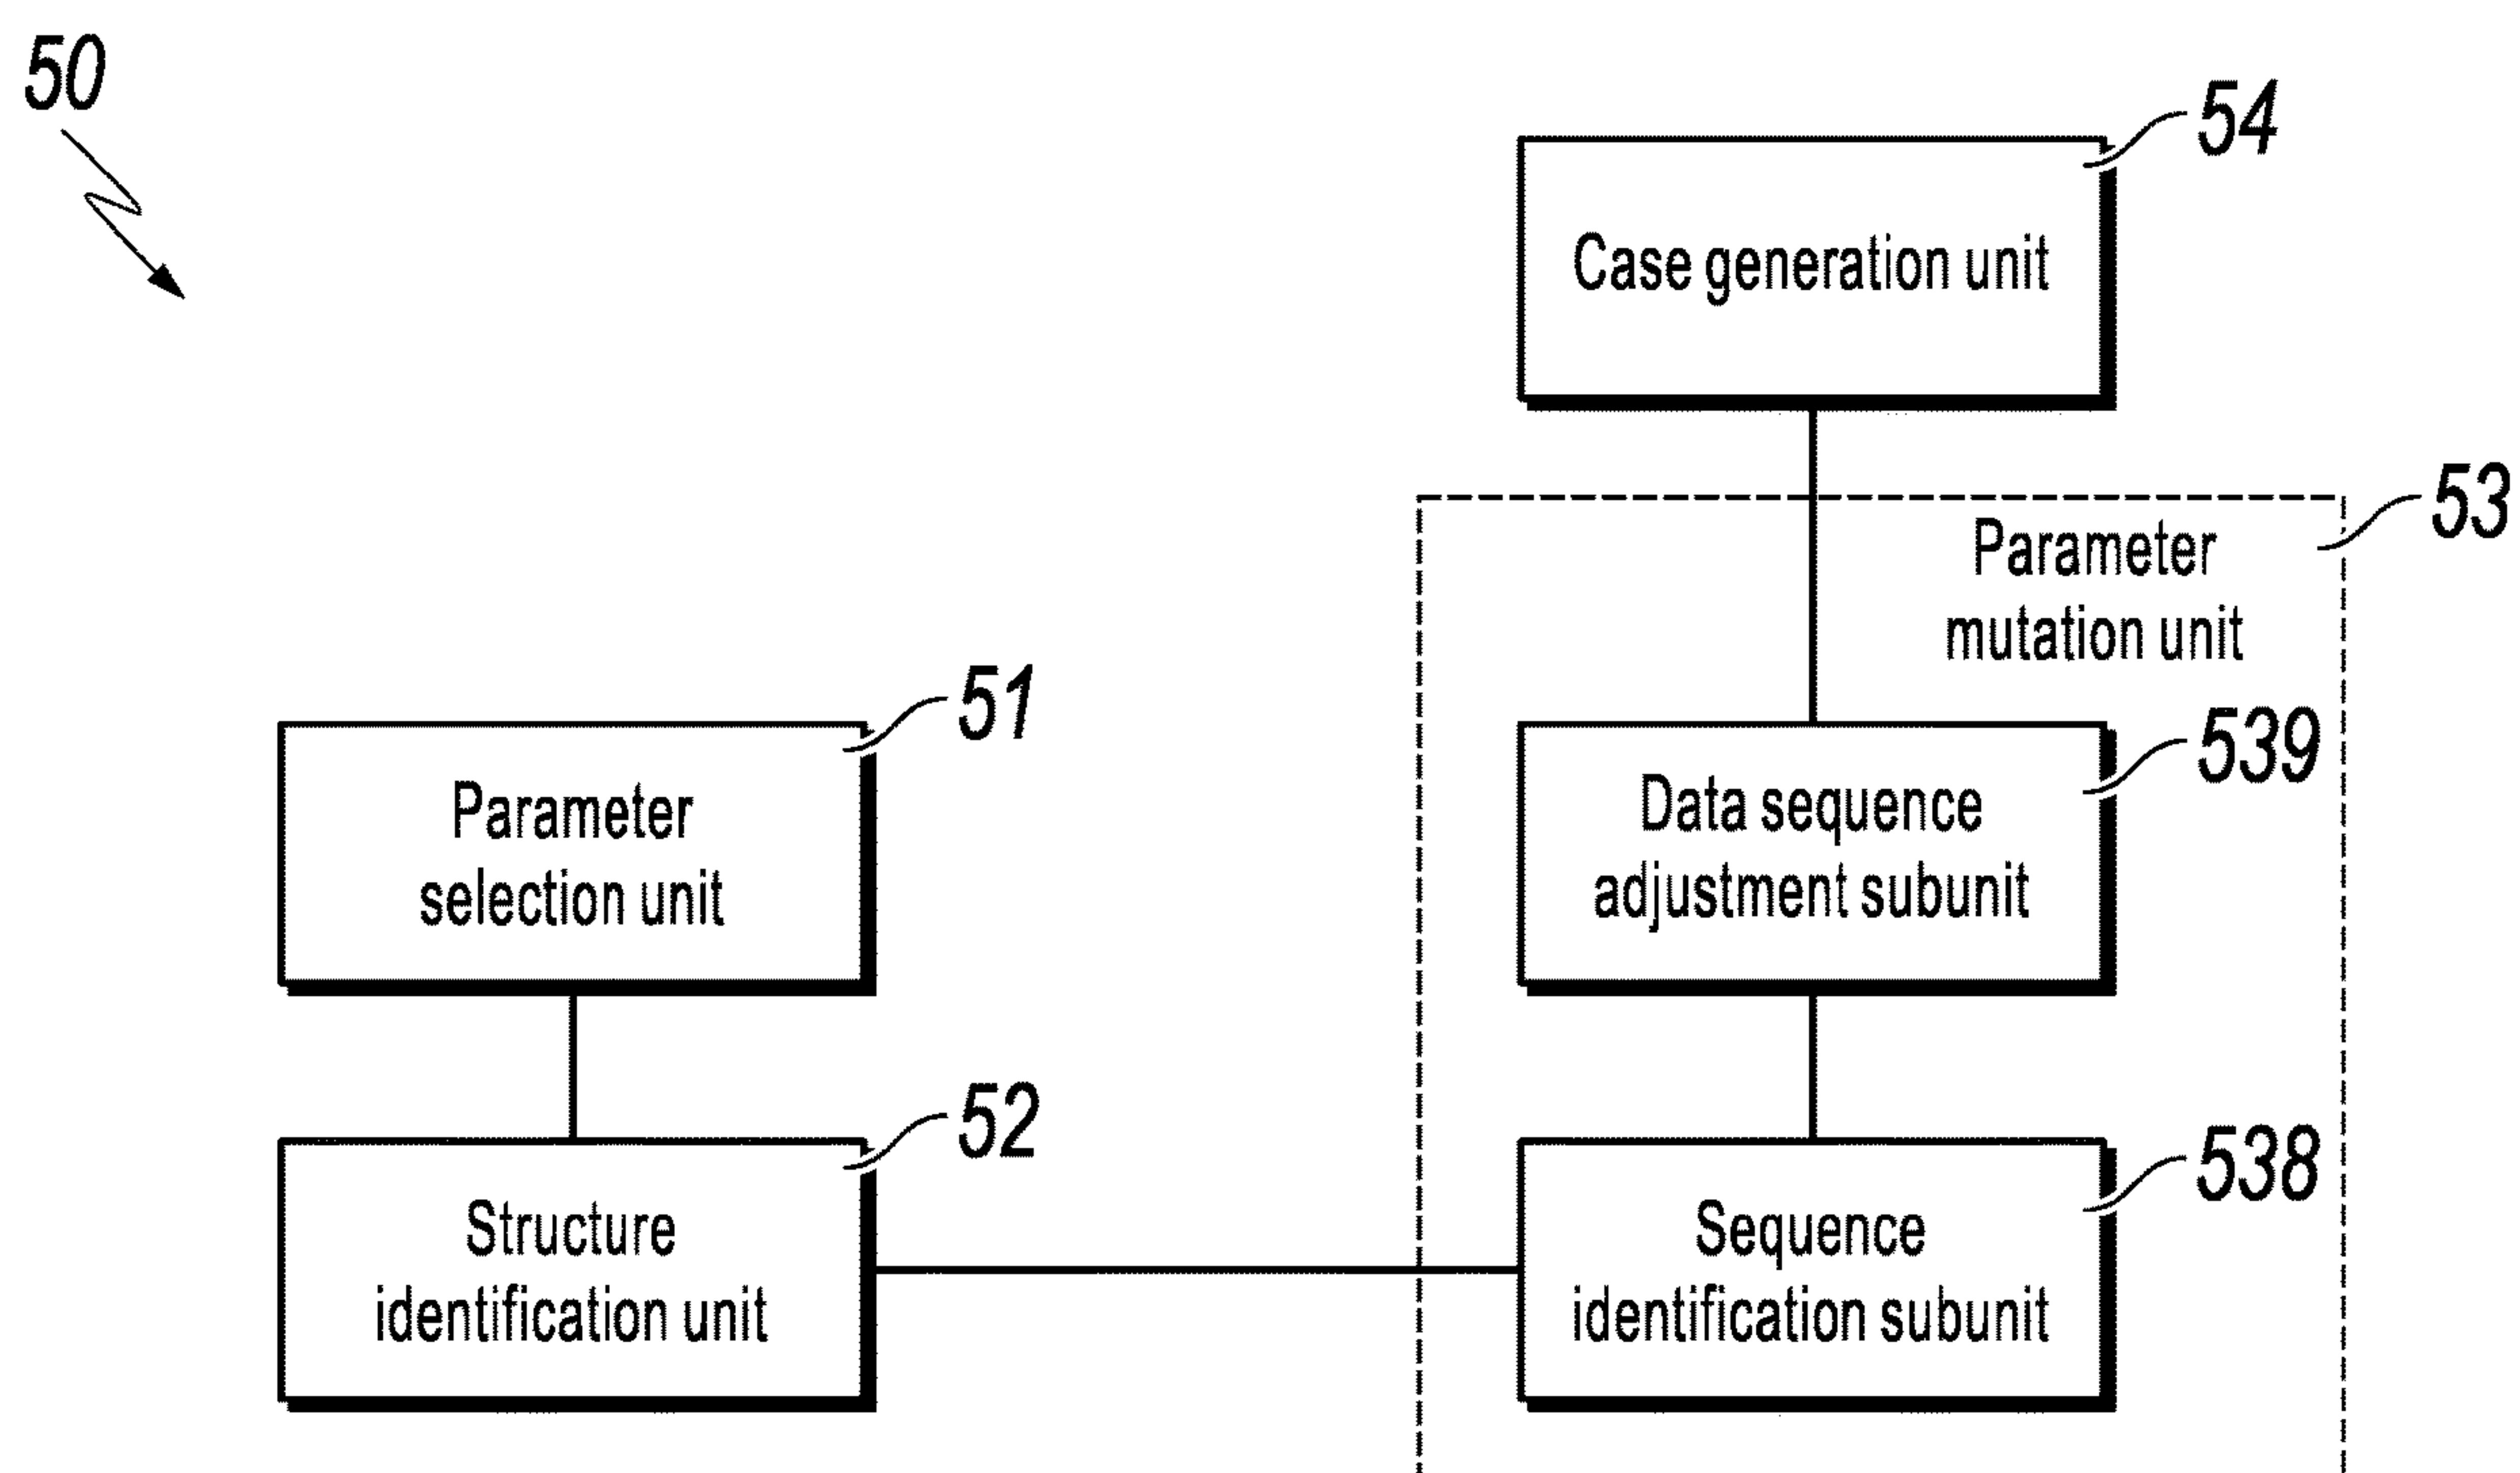 50
54
Case generation unit
53
Parameter
mutation unit
51
Parameter
selection unit
539
Data sequence
adjustment subunit
52
Structure
identification unit
538
Sequence
identification subunit